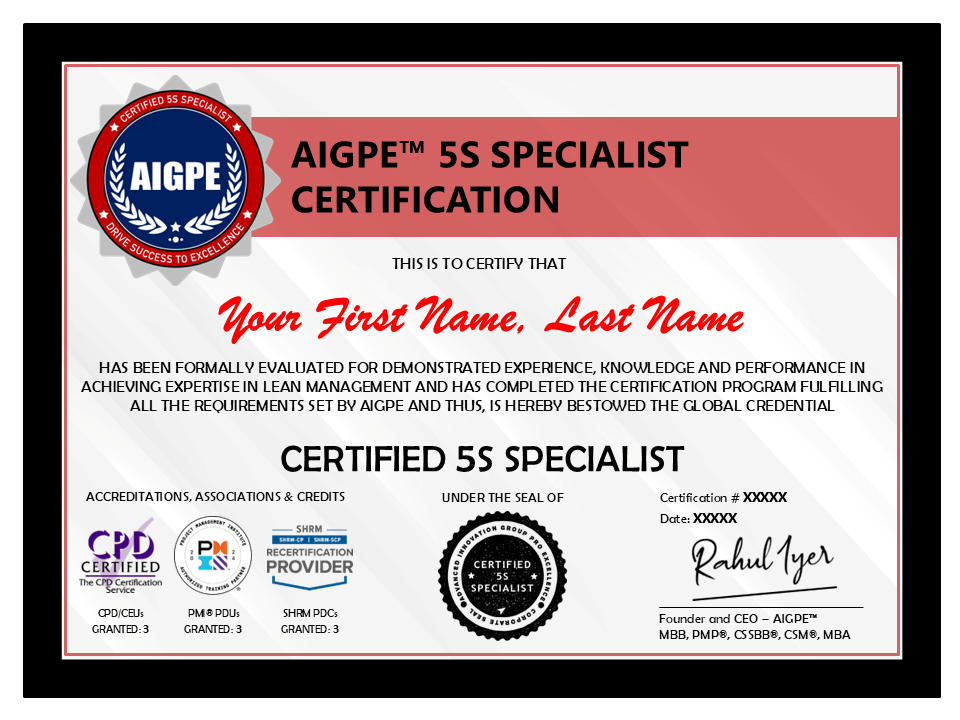 CERTIFIED 5S SPECIALIST
AIGPE
DRIVE SUCCESS TO EXCELLENCE
AIGPE™ 5S SPECIALIST
CERTIFICATION
THIS IS TO CERTIFY THAT
Your First Name, Last Name
HAS BEEN FORMALLY EVALUATED FOR DEMONSTRATED EXPERIENCE, KNOWLEDGE AND PERFORMANCE IN
ACHIEVING EXPERTISE IN LEAN MANAGEMENT AND HAS COMPLETED THE CERTIFICATION PROGRAM FULFILLING
ALL THE REQUIREMENTS SET BY AIGPE AND THUS, IS HEREBY BESTOWED THE GLOBAL CREDENTIAL
CERTIFIED 5S SPECIALIST
ACCREDITATIONS, ASSOCIATIONS & CREDITS
CPD
CERTIFIED
The CPD Certification
Service
PROJECT MANAGEMENT INSTITUTE
20 24
PMI
AUTHORIZED TRAINING PARTNER
®
SHRM
SHRM-CP | SHRM-SCP
RECERTIFICATION
PROVIDER
CPD/CEUs
GRANTED: 3
PMI® PDUs
GRANTED: 3
SHRM PDCs
GRANTED: 3
UNDER THE SEAL OF
ADVANCED INNOVATION GROUP PRO EXCELLENCE
CERTIFIED
5S
SPECIALIST
CORPORATE SEAL
Certification # XXXXX
Date: XXXXX
Rahul Iyer
Founder and CEO – AIGPE™
MBB, PMP®, CSSBB®, CSM®, MBA